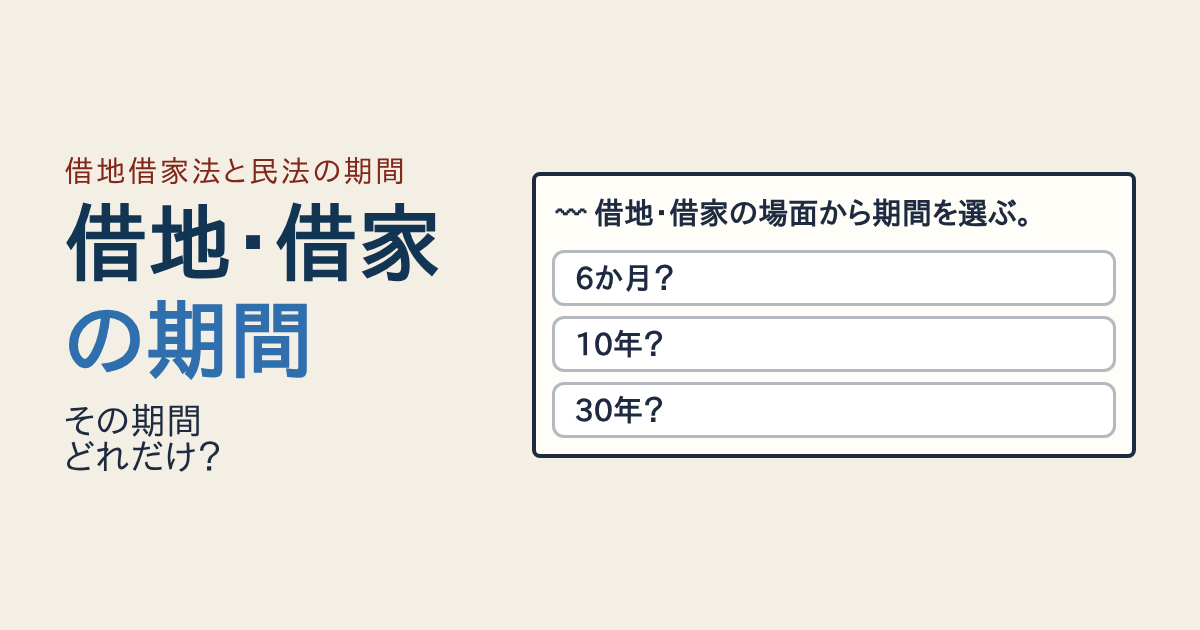 借地借家法と民法の期間
借地・借家
の期間
その期間
どれだけ？
〰 借地・借家の場面から期間を選ぶ。
6か月？
10年？
30年？